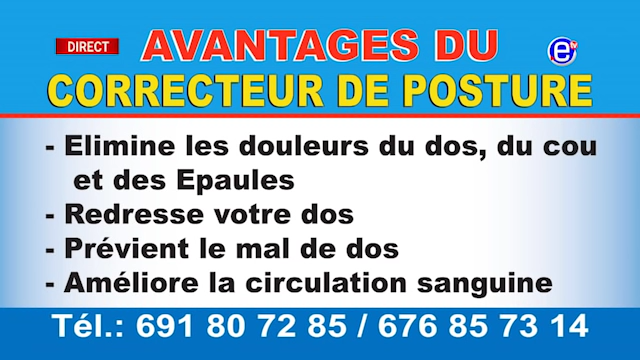 DIRECT
AVANTAGES DU
e tv
CORRECTEUR DE POSTURE
- Elimine les douleurs du dos, du cou
et des Epaules
- Redresse votre dos
- Prévient le mal de dos
- Améliore la circulation sanguine
Tél.: 691 80 72 85 / 676 85 73 14